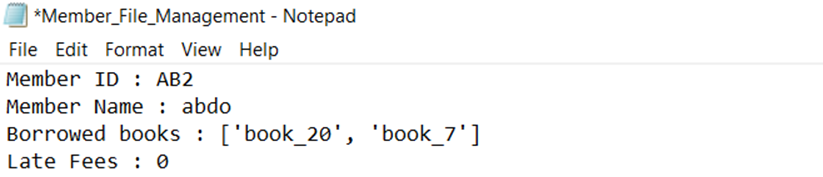 *Member_File_Management - Notepad
File Edit Format View Help
Member ID : AB2
Member Name : abdo
Borrowed books : ['book_20', 'book_7']
Late Fees : 0